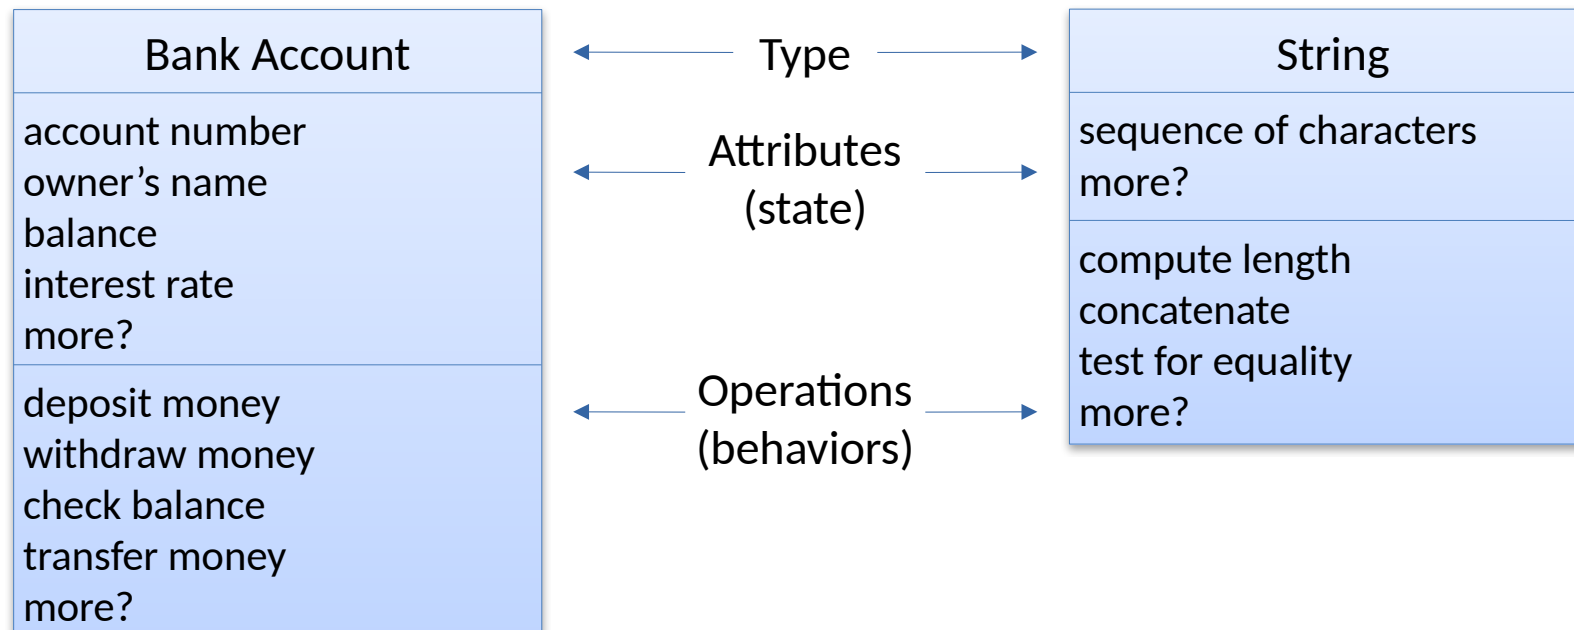 Bank Account
account number
owner’s name
balance
interest rate
more?
deposit money
withdraw money
check balance
transfer money
more?
Type
Attributes
(state)
Operations
(behaviors)
String
sequence of characters
more?
compute length
concatenate
test for equality
more?